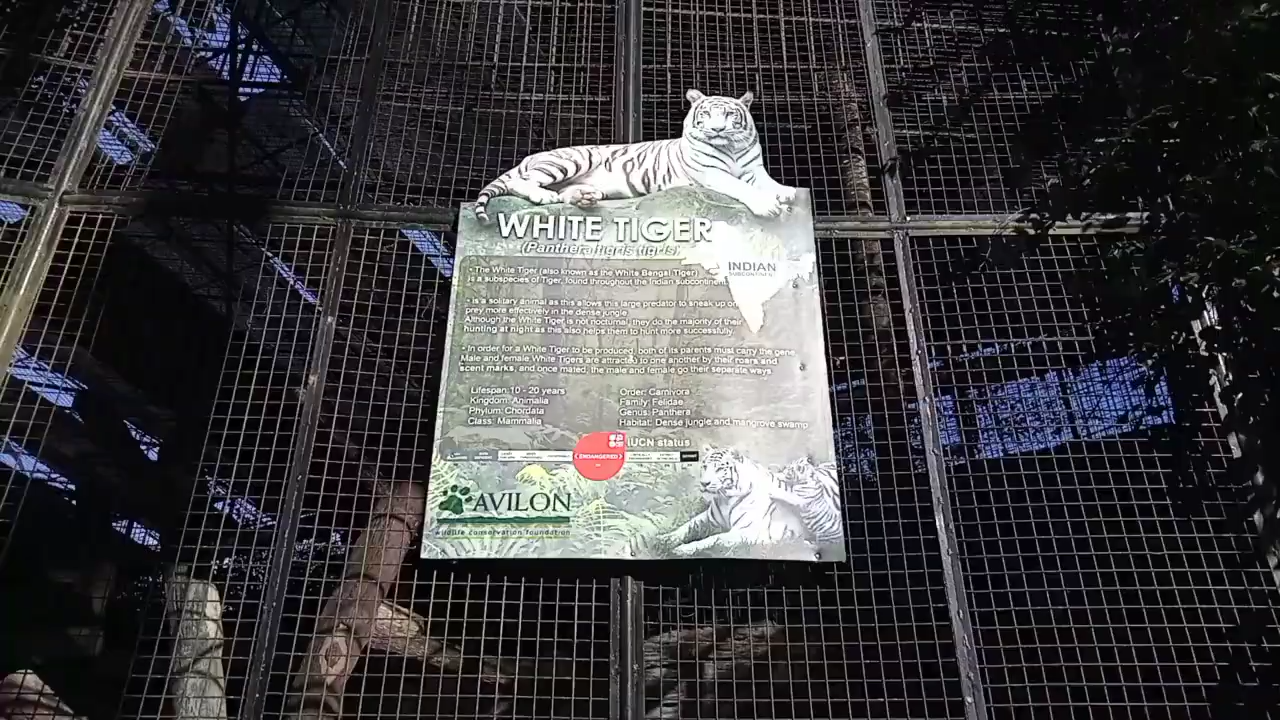 WHITE TIGER
(Panthera tigris tigris)
INDIAN
SUBCONTINENT
• The White Tiger (also known as the White Bengal Tiger)
is a subspecies of Tiger, found throughout the Indian subcontinent.
• Is a solitary animal as this allows this large predator to sneak up on
prey more effectively in the dense jungle.
Although the White Tiger is not nocturnal, they do the majority of their
hunting at night as this also helps them to hunt more successfully.
• In order for a White Tiger to be produced, both of its parents must carry the gene.
Male and female White Tigers are attracted to one another by their roars and
scent marks, and once mated, the male and female go their seperate ways.
Lifespan: 10 - 20 years
Kingdom: Animalia
Phylum: Chordata
Class: Mammalia
Order: Carnivora
Family: Felidae
Genus: Panthera
Habitat: Dense jungle and mangrove swamp
IUCN status
ENDANGERED
AVILON
wildlife conservation foundation